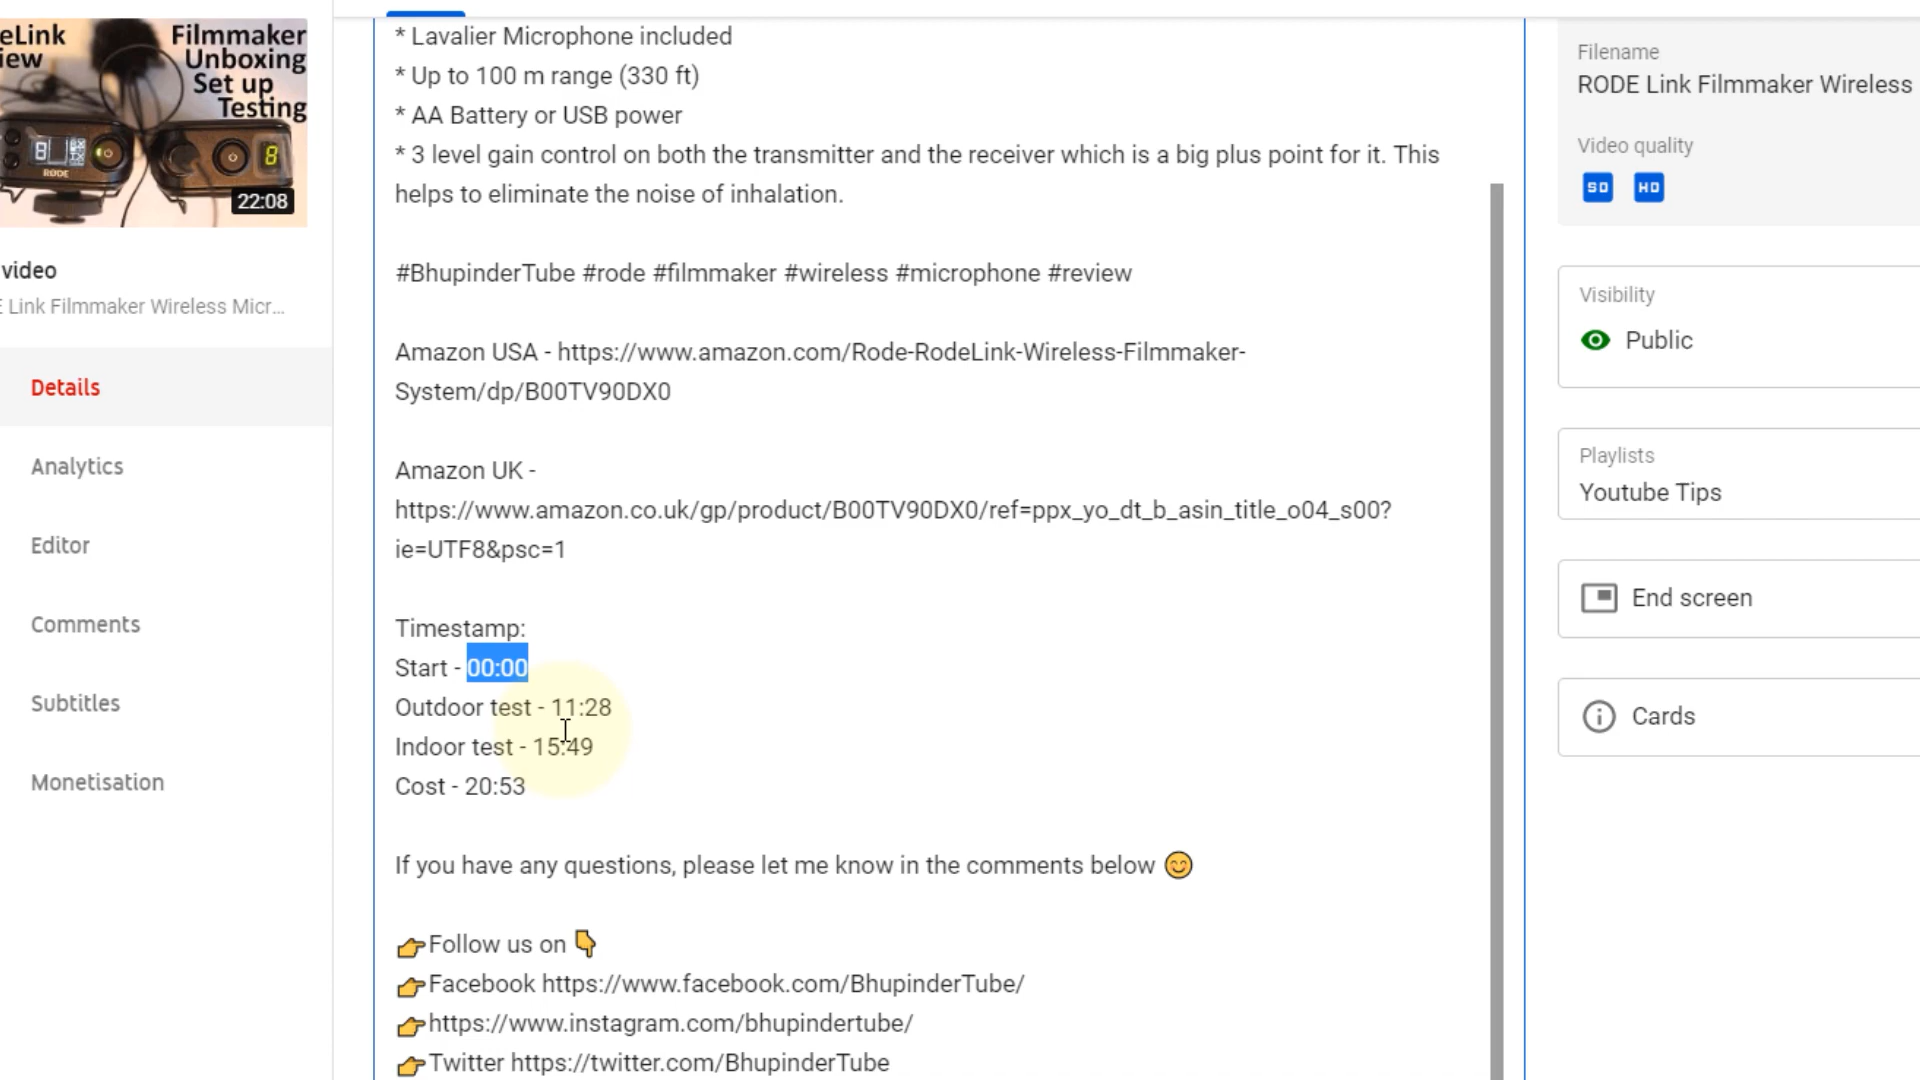 eLink
iew
Filmmaker
Unboxing
Set up
Testing
RODE
8
22:08
video
E Link Filmmaker Wireless Micr...
Details
Analytics
Editor
Comments
Subtitles
Monetisation
* Lavalier Microphone included
* Up to 100 m range (330 ft)
* AA Battery or USB power
* 3 level gain control on both the transmitter and the receiver which is a big plus point for it. This
helps to eliminate the noise of inhalation.
#BhupinderTube #rode #filmmaker #wireless #microphone #review
Amazon USA - https://www.amazon.com/Rode-RodeLink-Wireless-Filmmaker-
System/dp/B00TV90DX0
Amazon UK -
https://www.amazon.co.uk/gp/product/B00TV90DX0/ref=ppx_yo_dt_b_asin_title_o04_s00?
ie=UTF8&psc=1
Timestamp:
Start - 00:00
Outdoor test - 11:28
Indoor test - 15:49
Cost - 20:53
If you have any questions, please let me know in the comments below 😊
👉Follow us on 👇
👉Facebook https://www.facebook.com/BhupinderTube/
👉https://www.instagram.com/bhupindertube/
👉Twitter https://twitter.com/BhupinderTube
Filename
RODE Link Filmmaker Wireless
Video quality
SD HD
Visibility
Public
Playlists
Youtube Tips
End screen
Cards